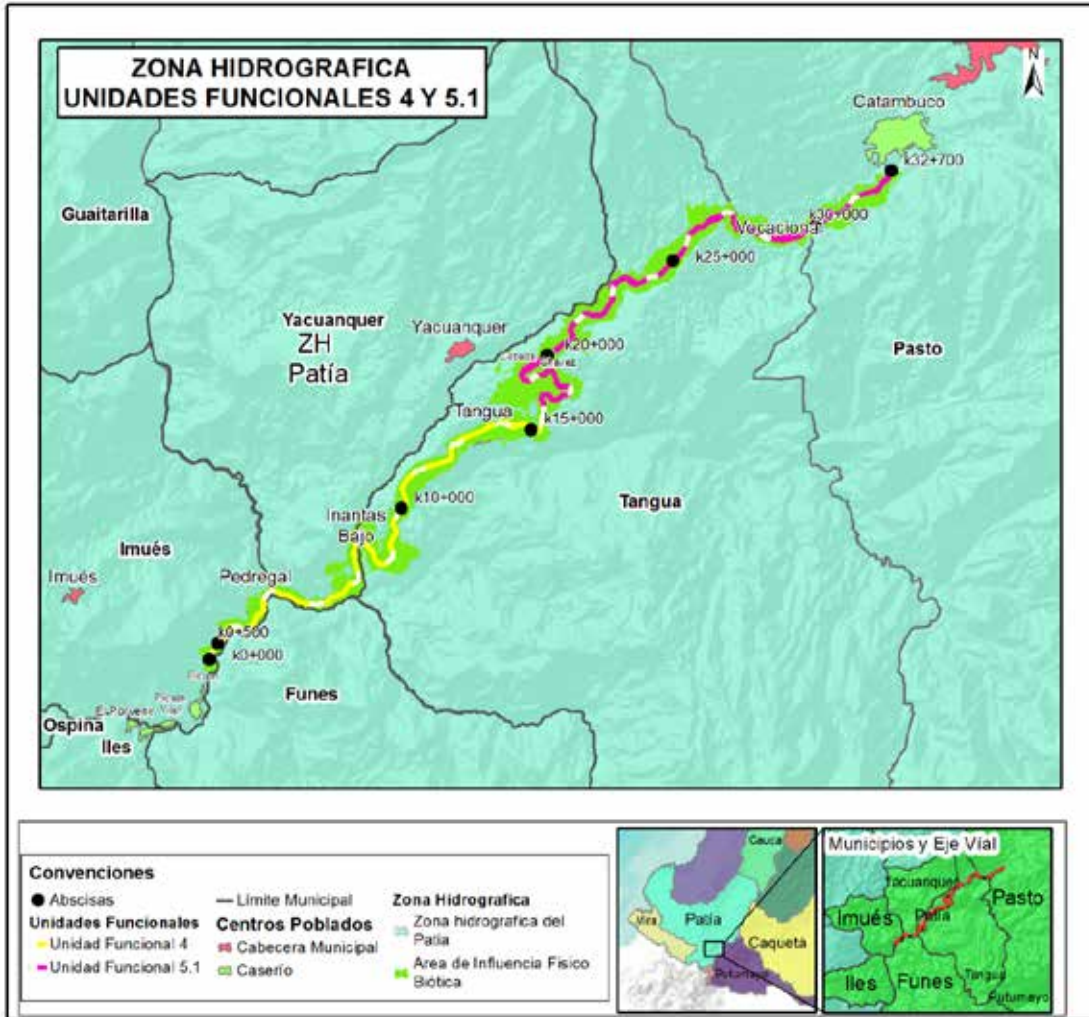 ZONA HIDROGRAFICA
UNIDADES FUNCIONALES 4 Y 5.1
N
Catambuco
k32+700
Guaitarilla
k30+000
Vocacional
k25+000
Yacuanquer
ZH
Patía
Yacuanquer
k20+000
Pasto
Tangua
k15+000
k10+000
Tangua
Inantas
Bajo
Imués
Imués
Pedregal
k0+500
k0+000
Funes
Ospina
Iles
Convenciones
Abscisas
Unidades Funcionales
Unidad Funcional 4
Unidad Funcional 5.1
Límite Municipal
Centros Poblados
Cabecera Municipal
Caserío
Zona Hidrografica
Zona hidrografica del
Patía
Area de Influencia Fisico
Biótica
Cauca
Mira
Patía
Caquetá
Putumayo
Municipios y Eje Víal
Yacuanquer
Pasto
Imués
Patía
Iles
Funes
Tangua
Putumayo